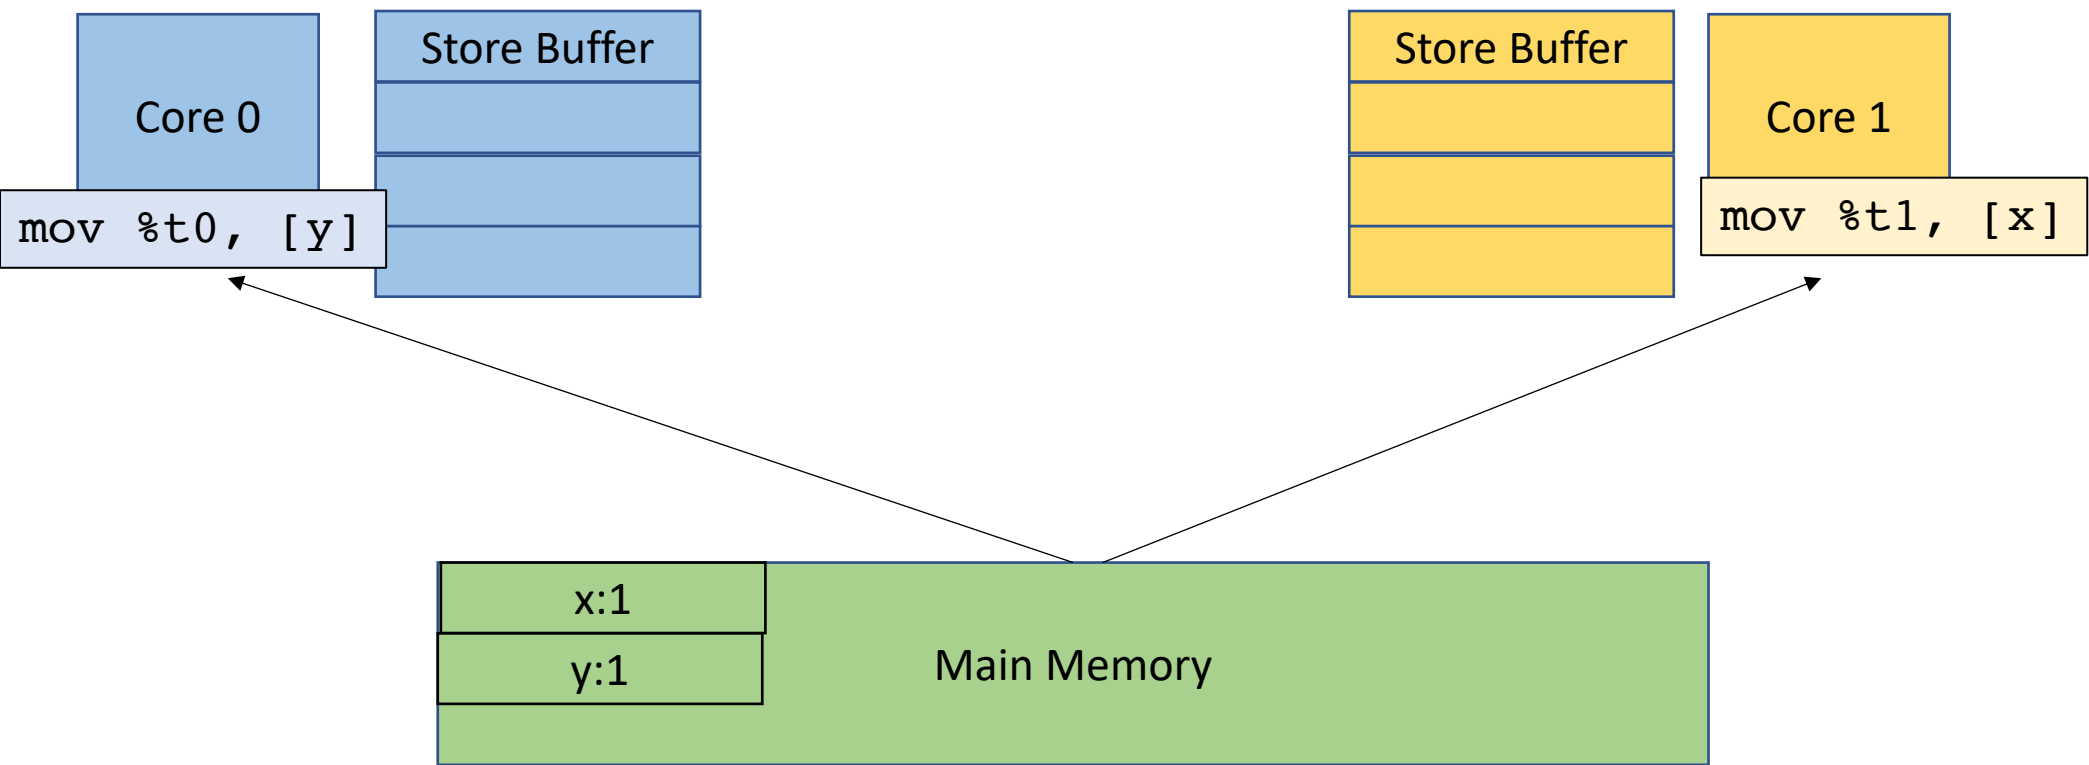 Store Buffer
Core 0
mov %t0, [y]
Store Buffer
Core 1
mov %t1, [x]
x:1
y:1
Main Memory